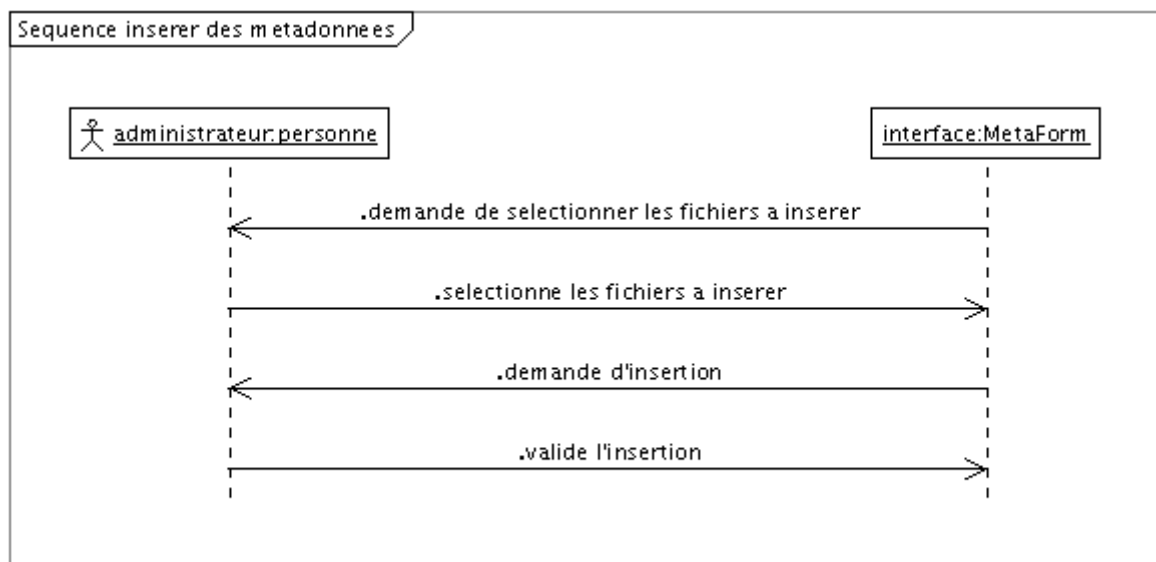 Sequence inserer des metadonnees
administrateur:personne
interface:MetaForm
.demande de selectionner les fichiers a inserer
.selectionne les fichiers a inserer
.demande d'insertion
.valide l'insertion